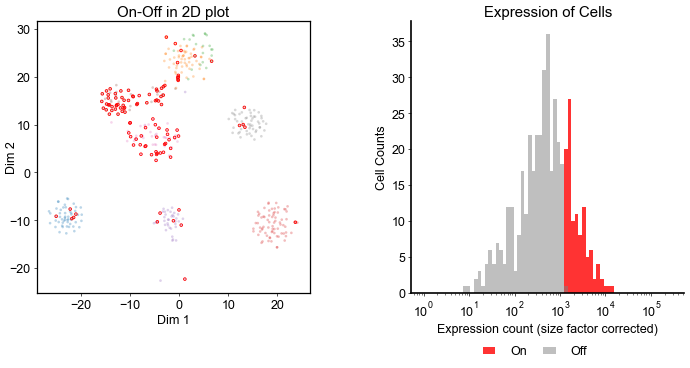 On-Off in 2D plot
30
20
10
0
−10
−20
Dim 2
−20 −10 0 10 20
Dim 1
Expression of Cells
35
30
25
20
15
10
5
0
Cell Counts
10⁰ 10¹ 10² 10³ 10⁴ 10⁵
Expression count (size factor corrected)
On Off